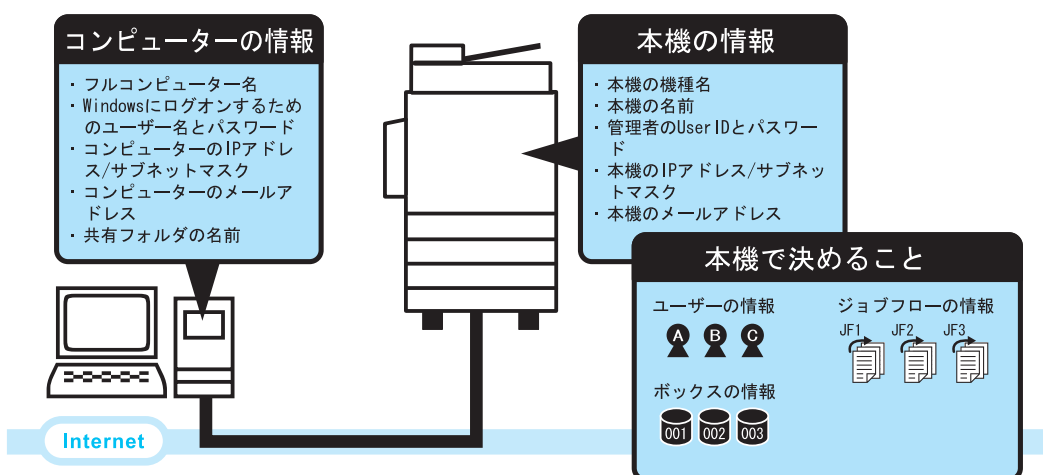 コンピューターの情報
・フルコンピューター名
・Windowsにログオンするため
のユーザー名とパスワード
・コンピューターのIPアドレ
ス/サブネットマスク
・コンピューターのメールア
ドレス
・共有フォルダの名前
本機の情報
・本機の機種名
・本機の名前
・管理者のUserIDとパスワー
ド
・本機のIPアドレス/サブネッ
トマスク
・本機のメールアドレス
本機で決めること
ユーザーの情報
A B C
ボックスの情報
001 002 003
ジョブフローの情報
JF1 JF2 JF3
Internet